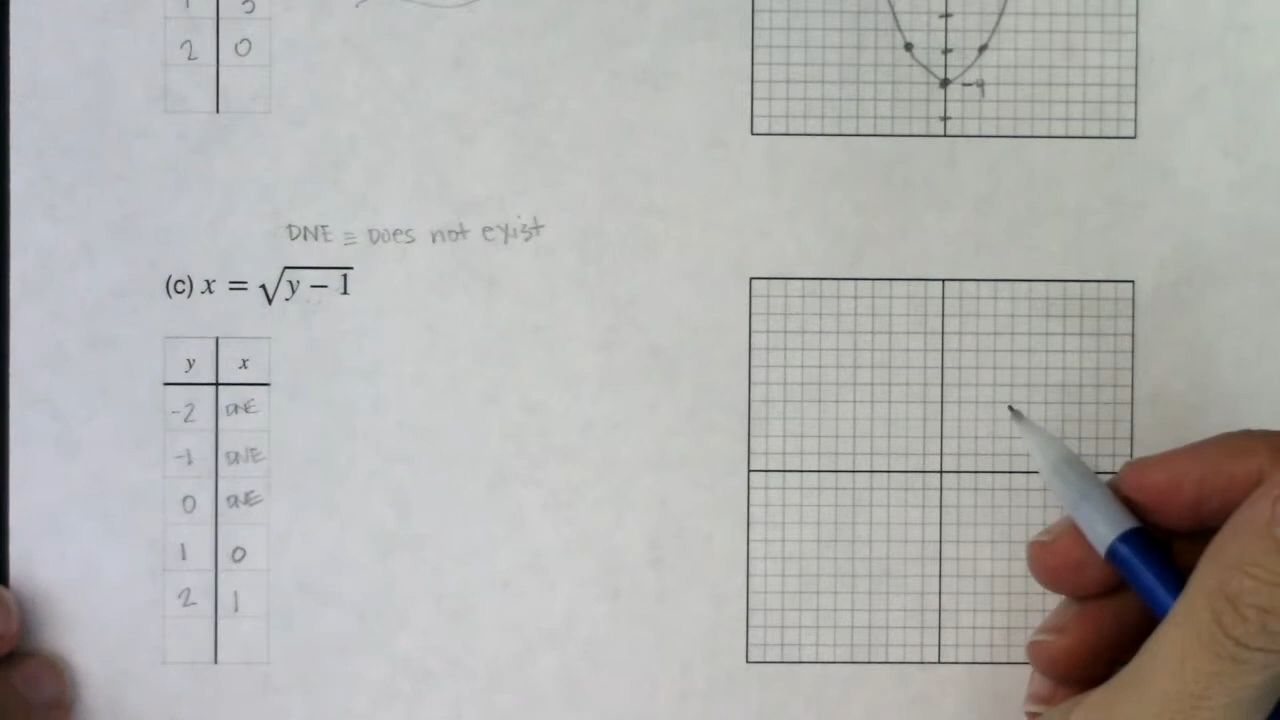 2 0
-4
DNE ≡ Does not exist
(c) x = √(y − 1)
y x
-2 DNE
-1 DNE
0 DNE
1 0
2 1